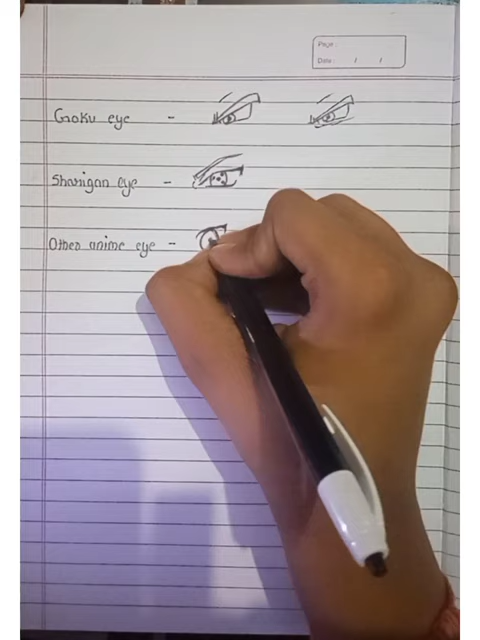 Page:
Date: / /
Goku eye -
Sharigan eye -
Other anime eye -